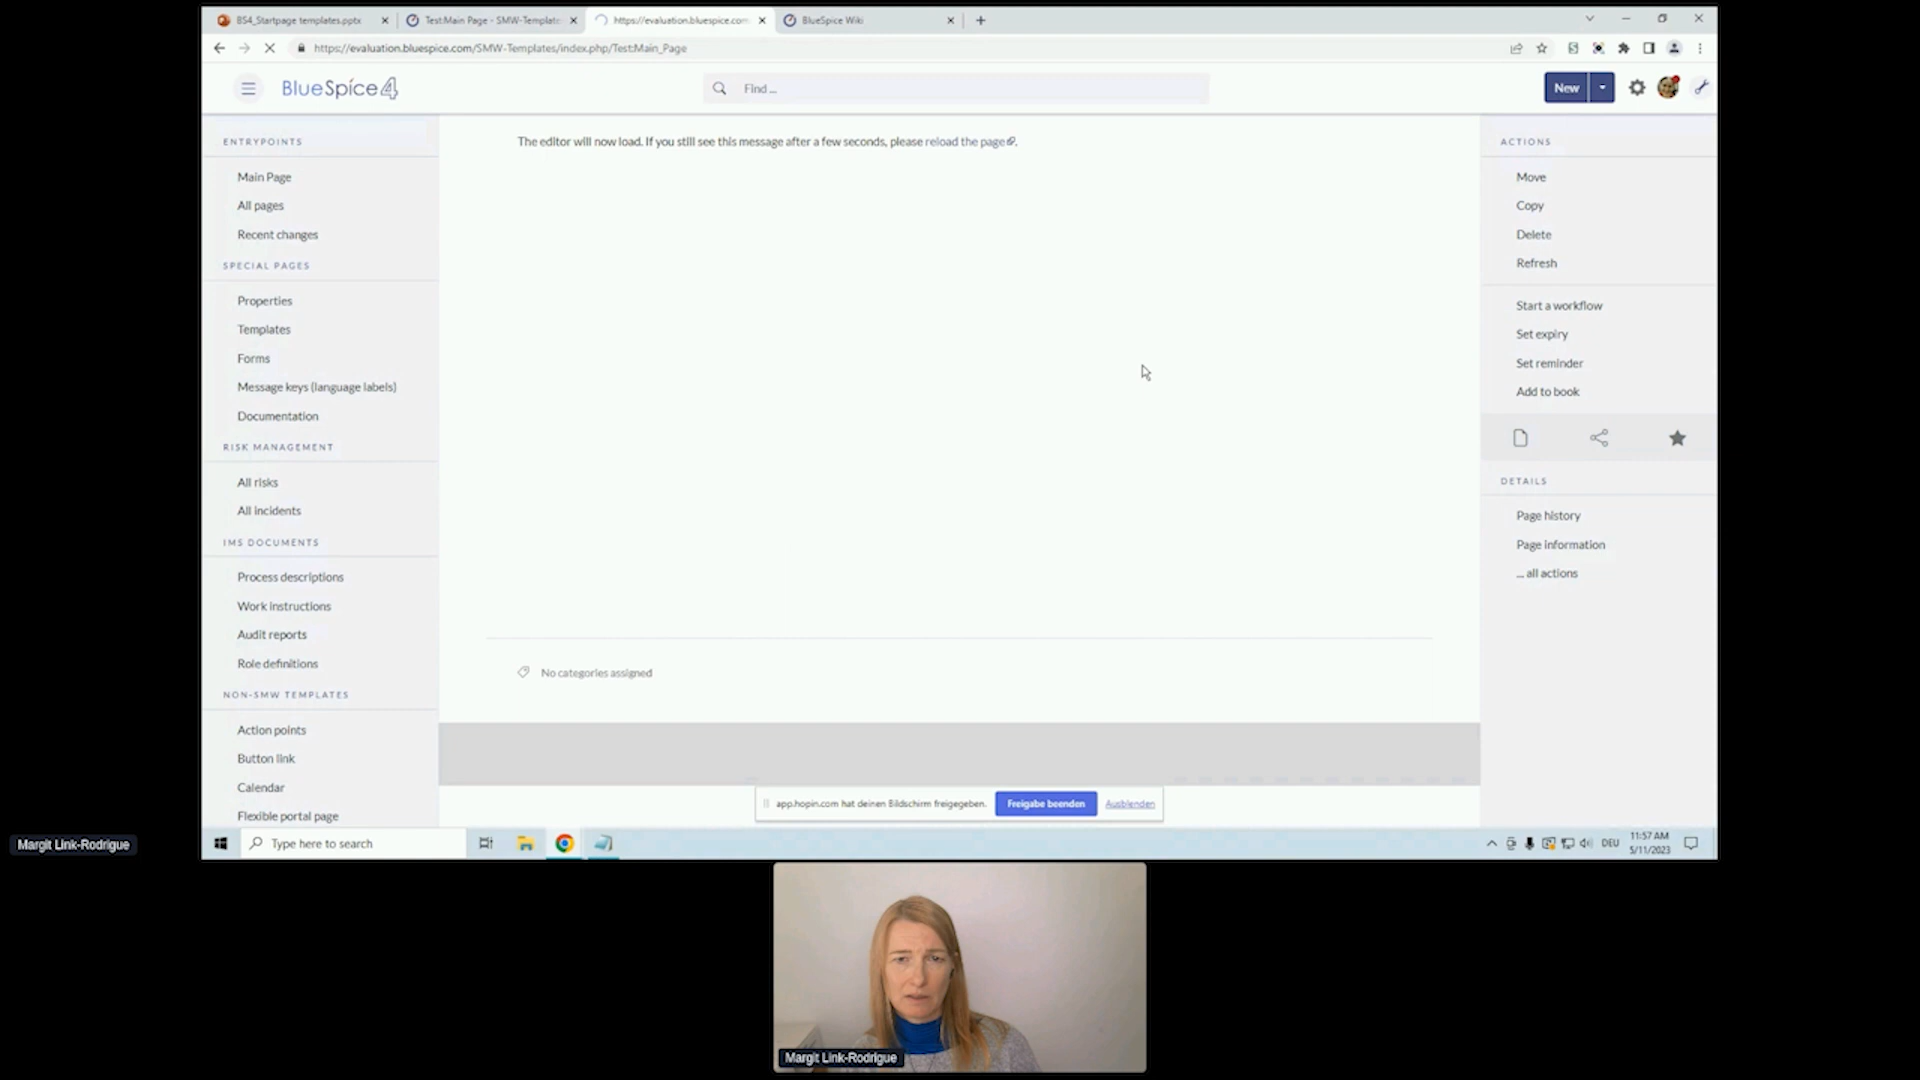 BS4_Startpage templates.pptx
Test:Main Page - SMW-Template
https://evaluation.bluespice.com
BlueSpice Wiki
https://evaluation.bluespice.com/SMW-Templates/index.php/Test:Main_Page
BlueSpice 4
Find ...
New
ENTRYPOINTS
Main Page
All pages
Recent changes
SPECIAL PAGES
Properties
Templates
Forms
Message keys (language labels)
Documentation
RISK MANAGEMENT
All risks
All incidents
IMS DOCUMENTS
Process descriptions
Work instructions
Audit reports
Role definitions
NON-SMW TEMPLATES
Action points
Button link
Calendar
Flexible portal page
The editor will now load. If you still see this message after a few seconds, please reload the page.
No categories assigned
ACTIONS
Move
Copy
Delete
Refresh
Start a workflow
Set expiry
Set reminder
Add to book
DETAILS
Page history
Page information
... all actions
app.hopin.com hat deinen Bildschirm freigegeben.
Freigabe beenden
Ausblenden
Type here to search
DEU
11:57 AM
5/11/2023
Margit Link-Rodrigue
Margit Link-Rodrigue